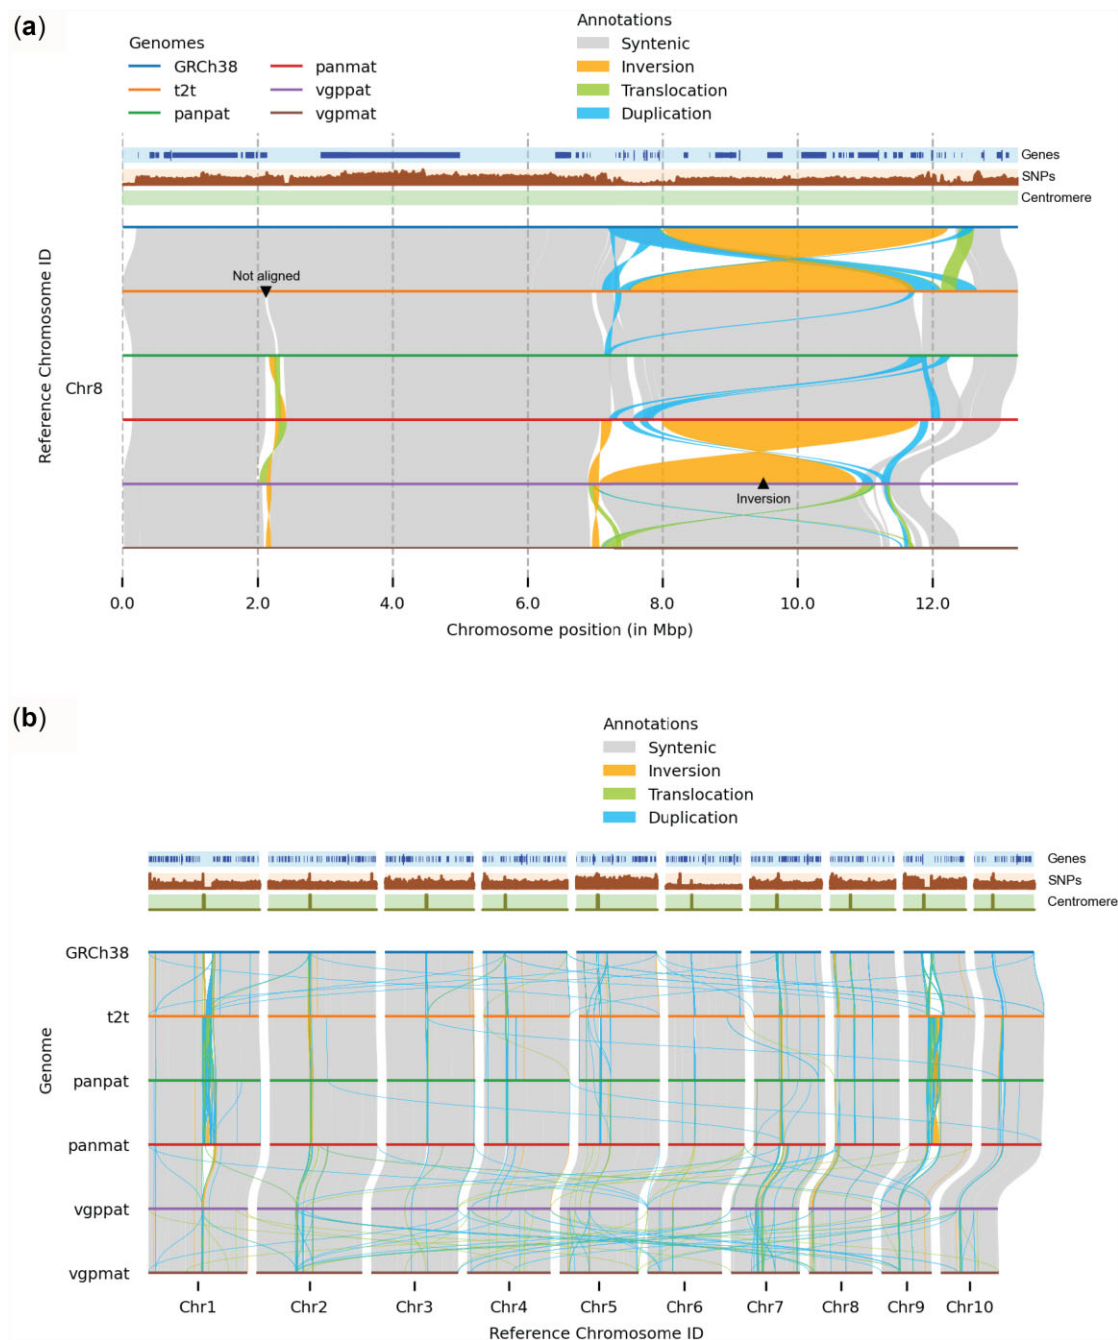 (a)
Genomes
GRCh38 panmat
t2t vgppat
panpat vgpmat
Annotations
Syntenic
Inversion
Translocation
Duplication
Genes
SNPs
Centromere
Reference Chromosome ID
Chr8
Not aligned
Inversion
0.0 2.0 4.0 6.0 8.0 10.0 12.0
Chromosome position (in Mbp)
(b)
Annotations
Syntenic
Inversion
Translocation
Duplication
Genes
SNPs
Centromere
Genome
GRCh38
t2t
panpat
panmat
vgppat
vgpmat
Chr1 Chr2 Chr3 Chr4 Chr5 Chr6 Chr7 Chr8 Chr9 Chr10
Reference Chromosome ID